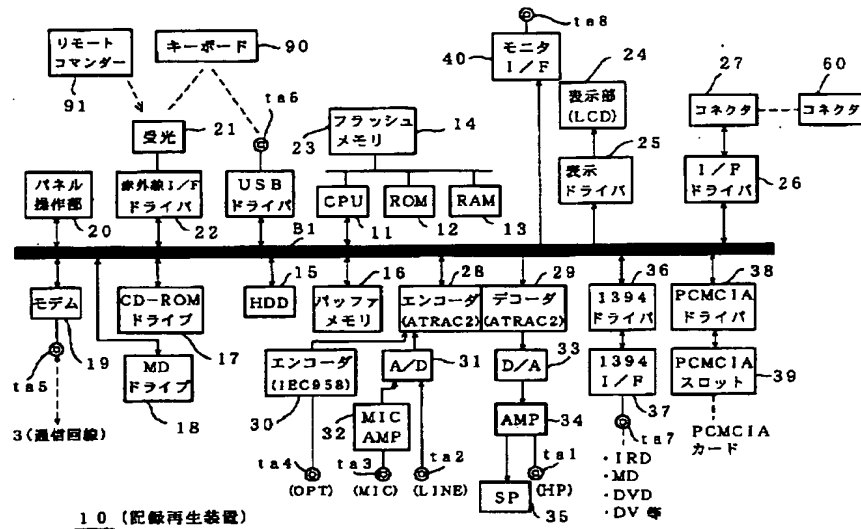 ta8
リモート
コマンダー
91
キーボード
90
40
モニタ
I/F
24
表示部
(LCD)
27
コネクタ
60
コネクタ
受光
21
ta6
23
フラッシュ
メモリ
14
25
表示
ドライバ
I/F
ドライバ
26
パネル
操作部
20
赤外線I/F
ドライバ
22
USB
ドライバ
CPU
11
ROM
12
RAM
13
B1
モデム
19
CD-ROM
ドライブ
17
HDD
15
バッファ
メモリ
16
エンコーダ
(ATRAC2)
28
デコーダ
(ATRAC2)
29
1394
ドライバ
36
PCMCIA
ドライバ
38
ta5
MD
ドライブ
18
エンコーダ
(IEC958)
30
A/D
31
D/A
33
1394
I/F
37
PCMCIA
スロット
39
3(通信回線)
32
MIC
AMP
AMP
34
ta7
PCMCIA
カード
ta4
(OPT)
ta3
(MIC)
ta2
(LINE)
SP
35
ta1
(HP)
・IRD
・MD
・DVD
・DV 等
10 (記録再生装置)